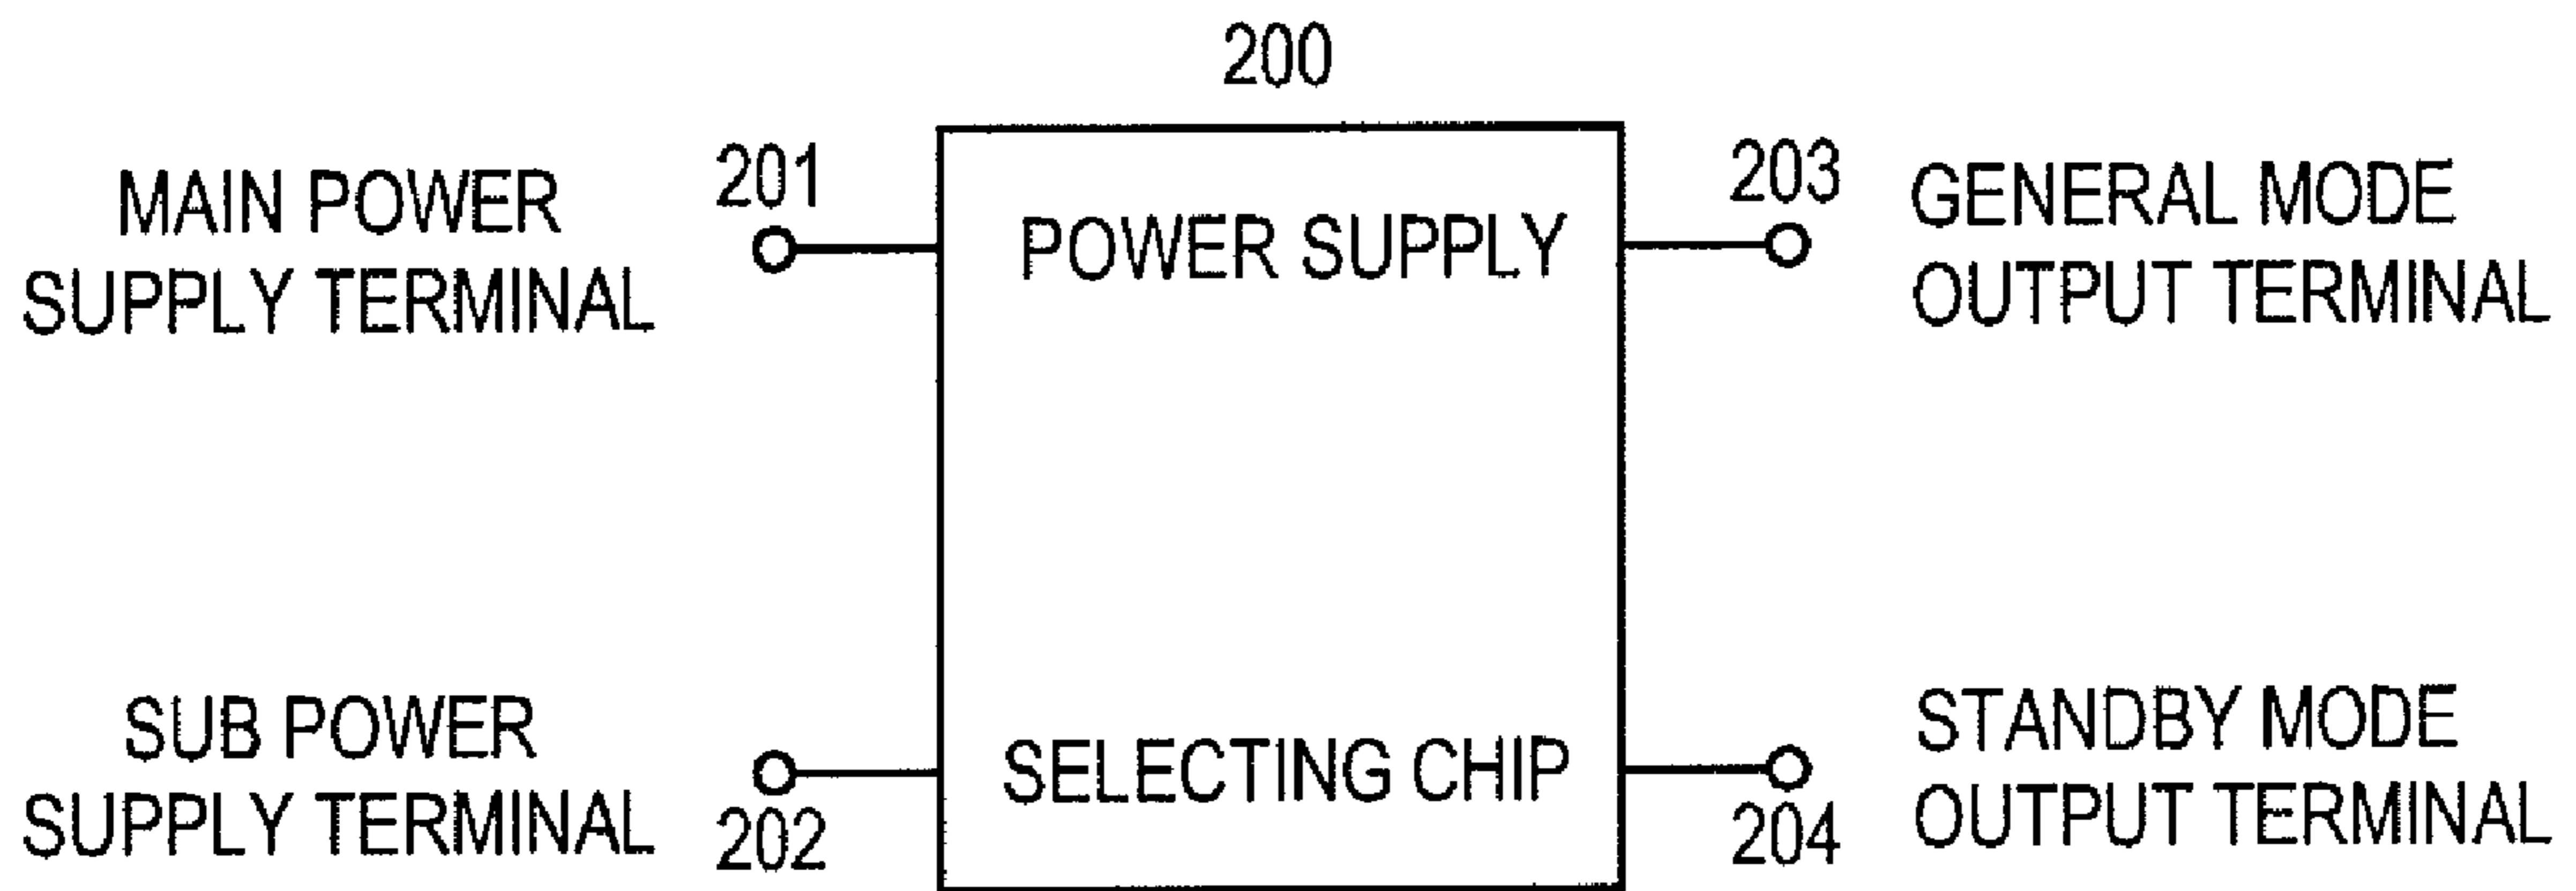 200
MAIN POWER
SUPPLY TERMINAL
201
POWER SUPPLY
203
GENERAL MODE
OUTPUT TERMINAL
SUB POWER
SUPPLY TERMINAL
202
SELECTING CHIP
204
STANDBY MODE
OUTPUT TERMINAL